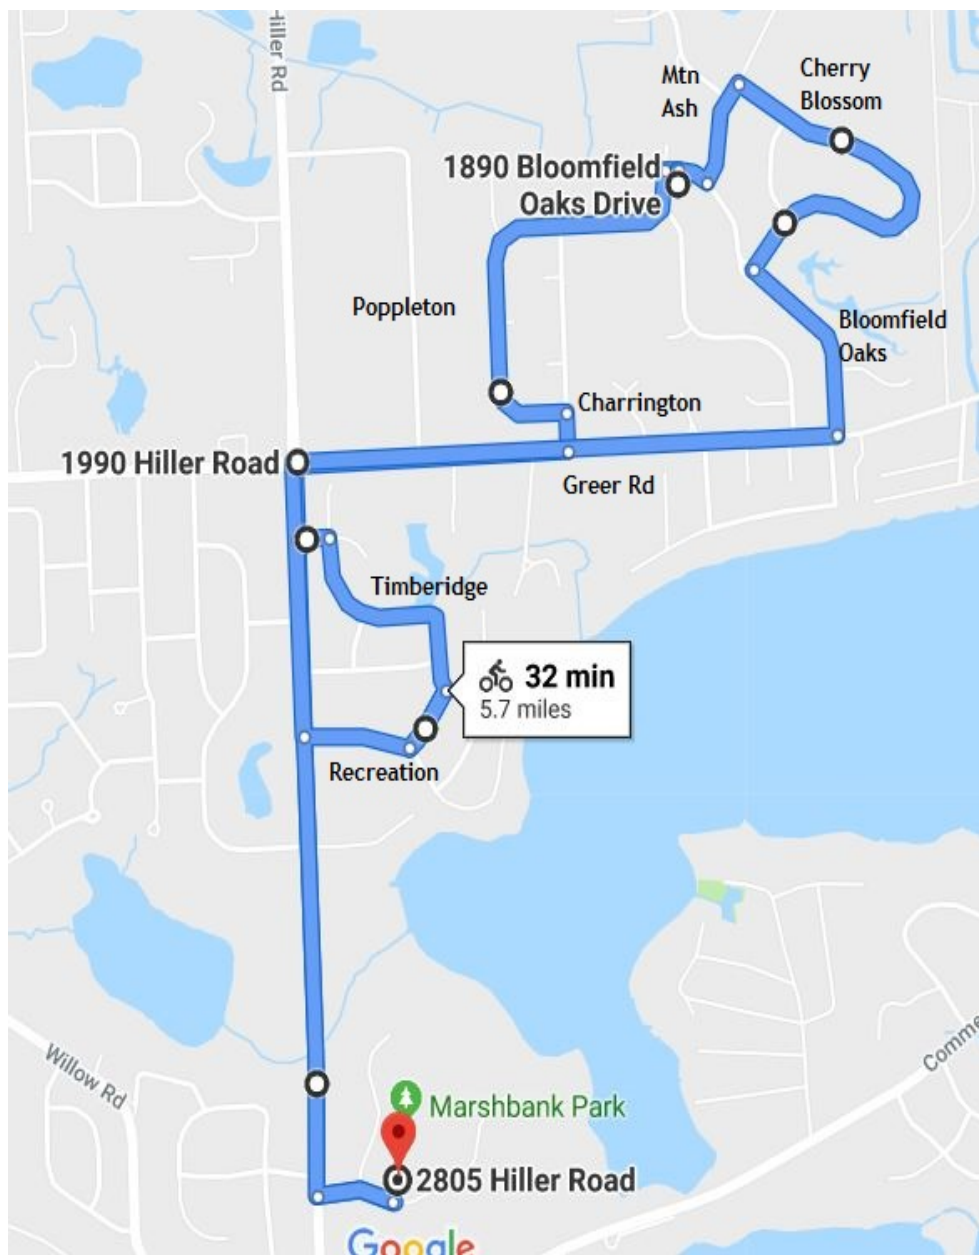 Hiller Rd
Mtn
Ash
Cherry
Blossom
1890 Bloomfield
Oaks Drive
Poppleton
Bloomfield
Oaks
Charrington
1990 Hiller Road
Greer Rd
Timberidge
32 min
5.7 miles
Recreation
Comme
Willow Rd
Marshbank Park
2805 Hiller Road
Google